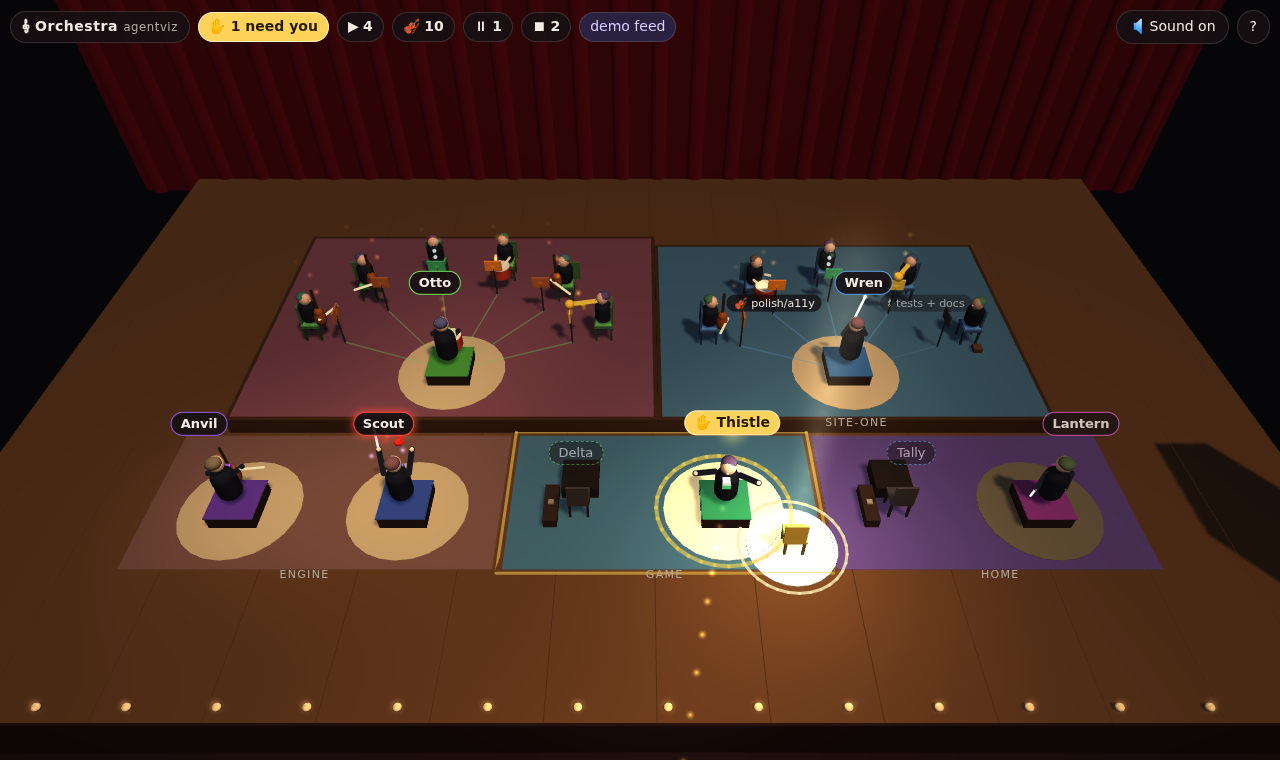 Orchestra agentviz
1 need you
4
10
1
2
demo feed
Sound on
?
Otto
Wren
polish/a11y
tests + docs
Anvil
Scout
Thistle
SITE-ONE
Lantern
Delta
Tally
ENGINE
GAME
HOME